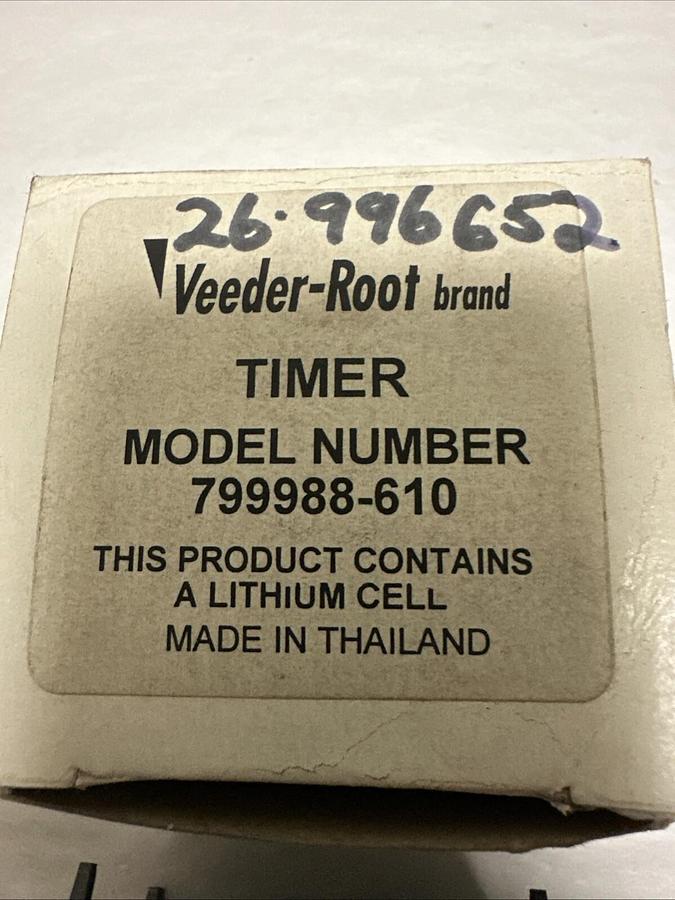 26.996652
Veeder-Root brand
TIMER
MODEL NUMBER
799988-610
THIS PRODUCT CONTAINS
A LITHiUM CELL
MADE IN THAILAND